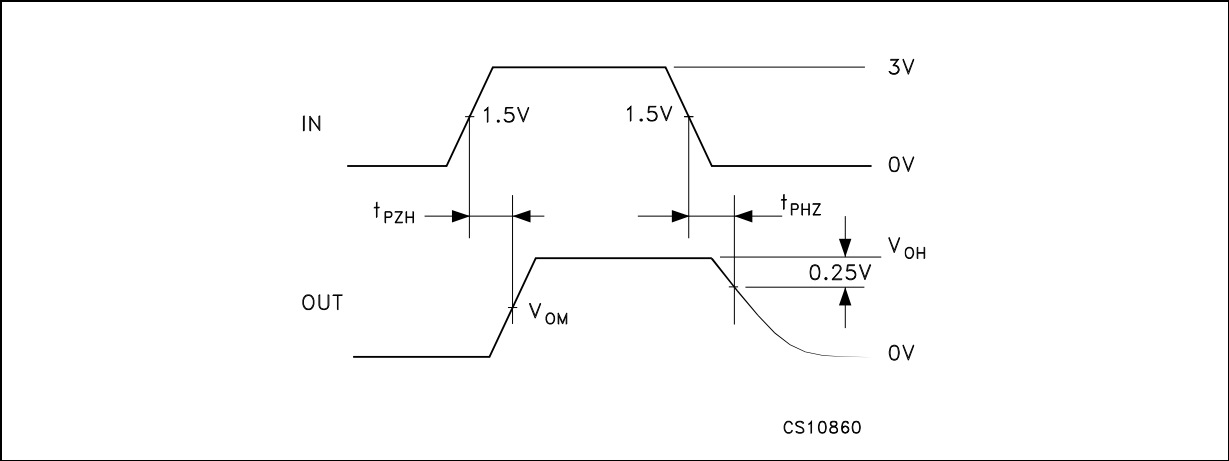 3V
1.5V 1.5V
IN
0V
tPZH tPHZ
VOH
0.25V
OUT VOM
0V
CS10860